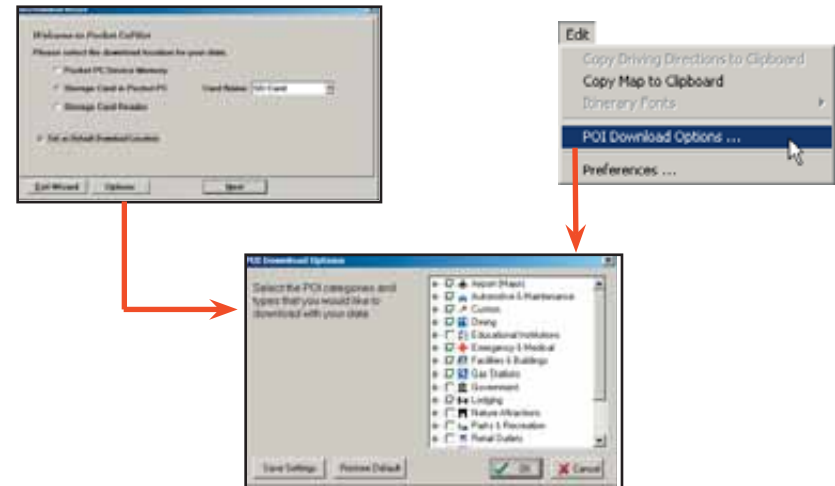 Welcome to Pocket CoPilot
Please select the download location for your data.
Pocket PC Device Memory
Storage Card in Pocket PC
Card Name: SD Card
Storage Card Reader
Set as Default Download Location
Exit Wizard
Options
Next
Edit
Copy Driving Directions to Clipboard
Copy Map to Clipboard
Itinerary Fonts
POI Download Options ...
Preferences ...
POI Download Options
Select the POI categories and
types that you would like to
download with your data
Airport (Major)
Automotive & Maintenance
Custom
Dining
Educational Institutions
Emergency & Medical
Facilities & Buildings
Gas Stations
Government
Lodging
Nature Attractions
Parks & Recreation
Retail Outlets
Save Settings
Restore Default
OK
Cancel